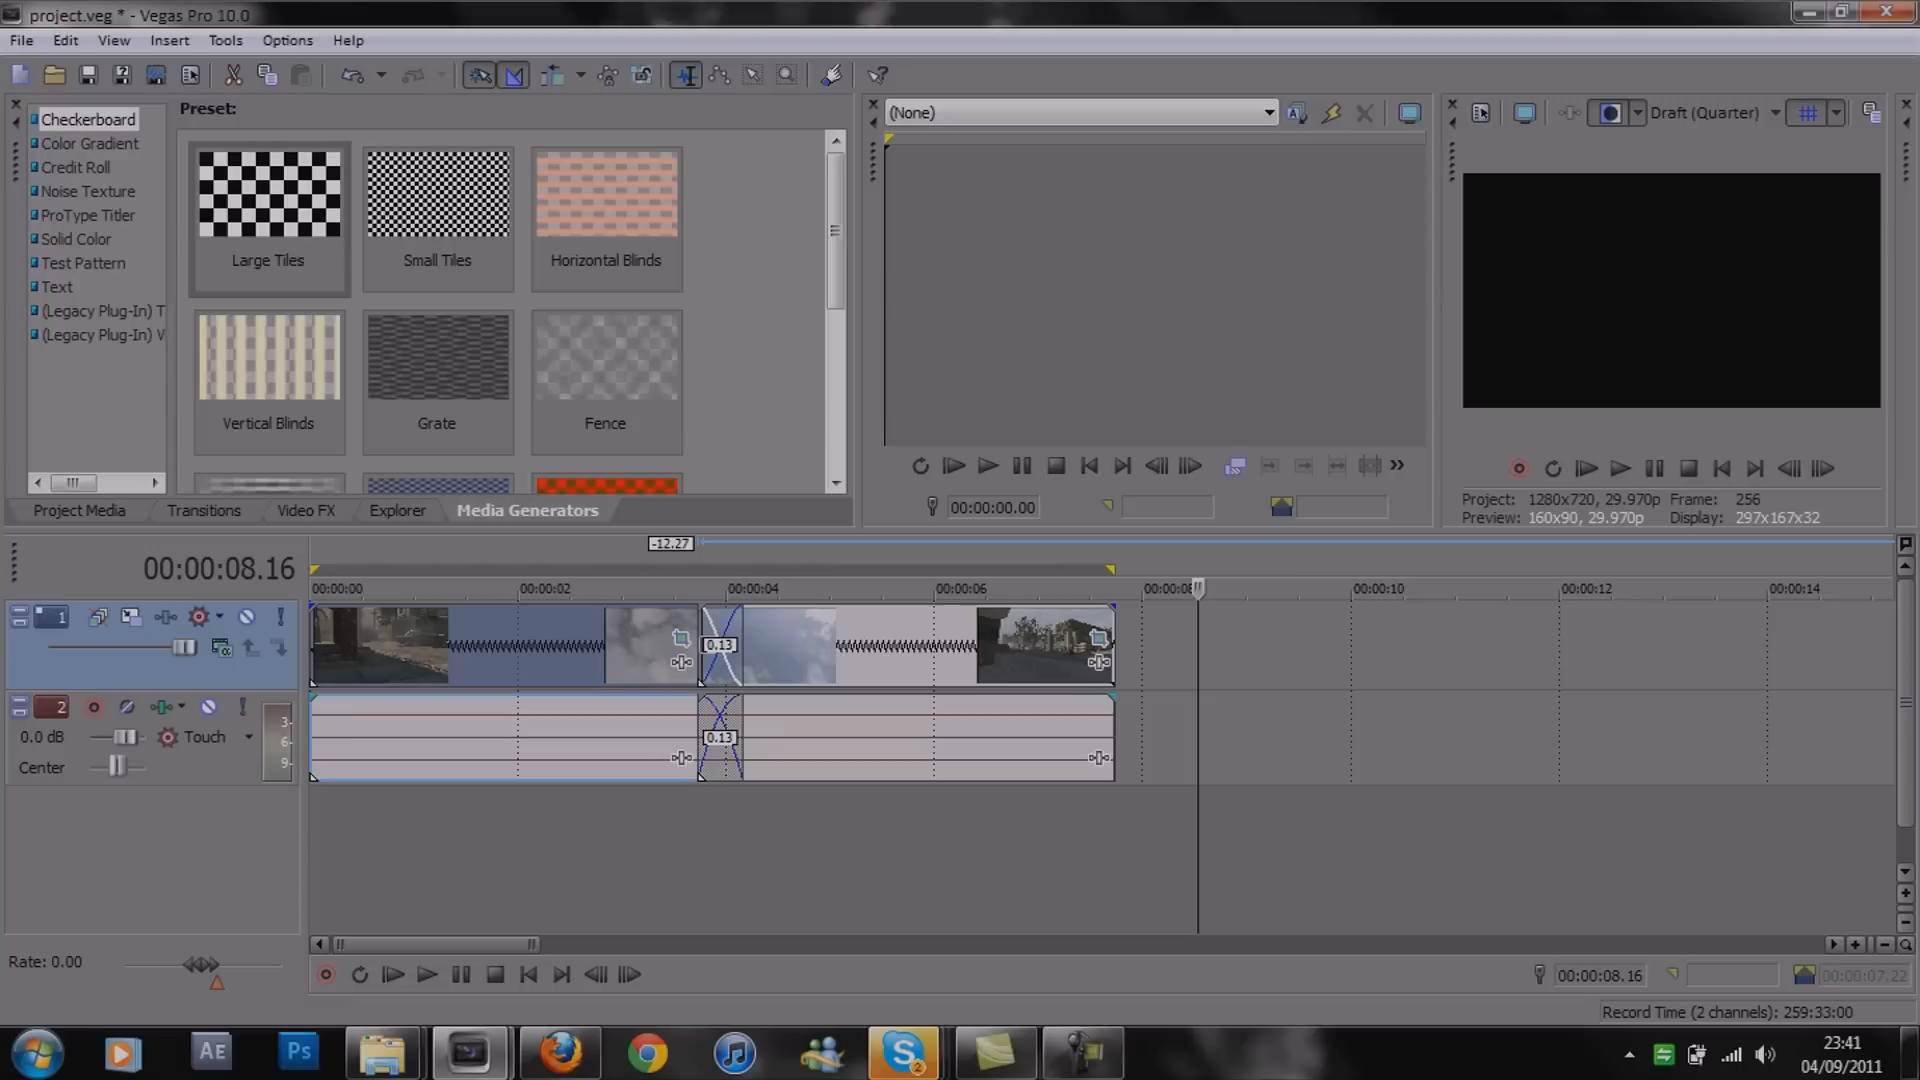 project.veg * - Vegas Pro 10.0
File Edit View Insert Tools Options Help
Checkerboard
Color Gradient
Credit Roll
Noise Texture
ProType Titler
Solid Color
Test Pattern
Text
(Legacy Plug-In) T
(Legacy Plug-In) V
Preset:
Large Tiles
Small Tiles
Horizontal Blinds
Vertical Blinds
Grate
Fence
Project Media Transitions Video FX Explorer Media Generators
(None)
00:00:00.00
Draft (Quarter)
Project: 1280x720, 29.970p Frame: 256
Preview: 160x90, 29.970p Display: 297x167x32
-12.27
00:00:08.16
00:00:00 00:00:02 00:00:04 00:00:06 00:00:08 00:00:10 00:00:12 00:00:14
1
0.13
2
0.0 dB Touch
Center
3-
6-
9-
0.13
Rate: 0.00
00:00:08.16
00:00:07.22
Record Time (2 channels): 259:33:00
AE
Ps
S
2
23:41
04/09/2011